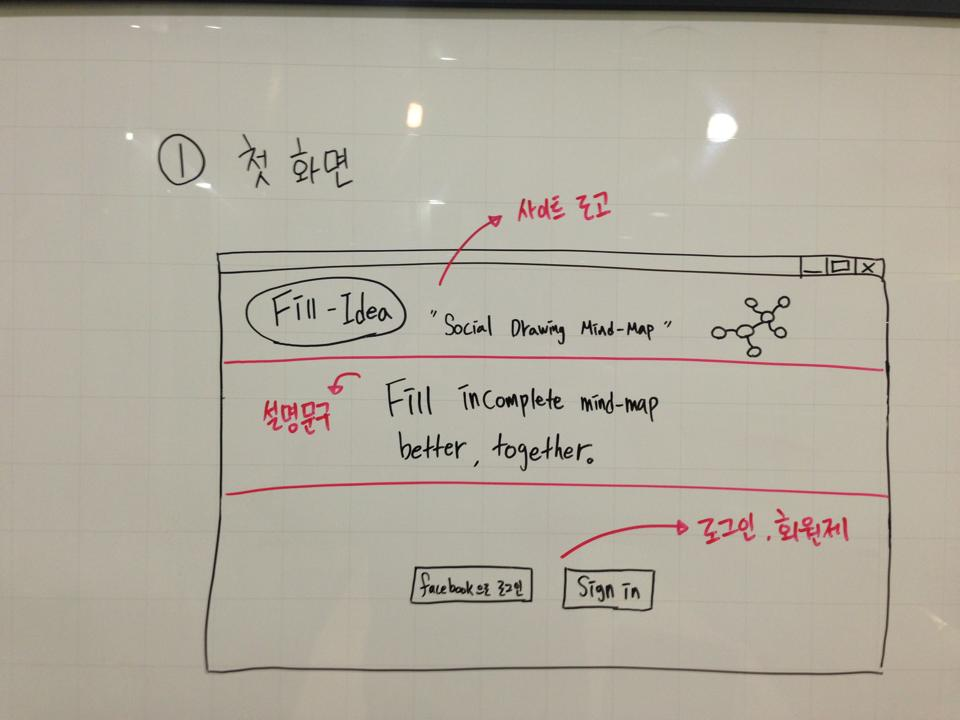 ① 첫 화면
사이트 로고
Fill-Idea
"Social Drawing Mind-Map"
설명문구
Fill incomplete mind-map
better, together.
로그인, 회원제
facebook으로 로그인
Sign in